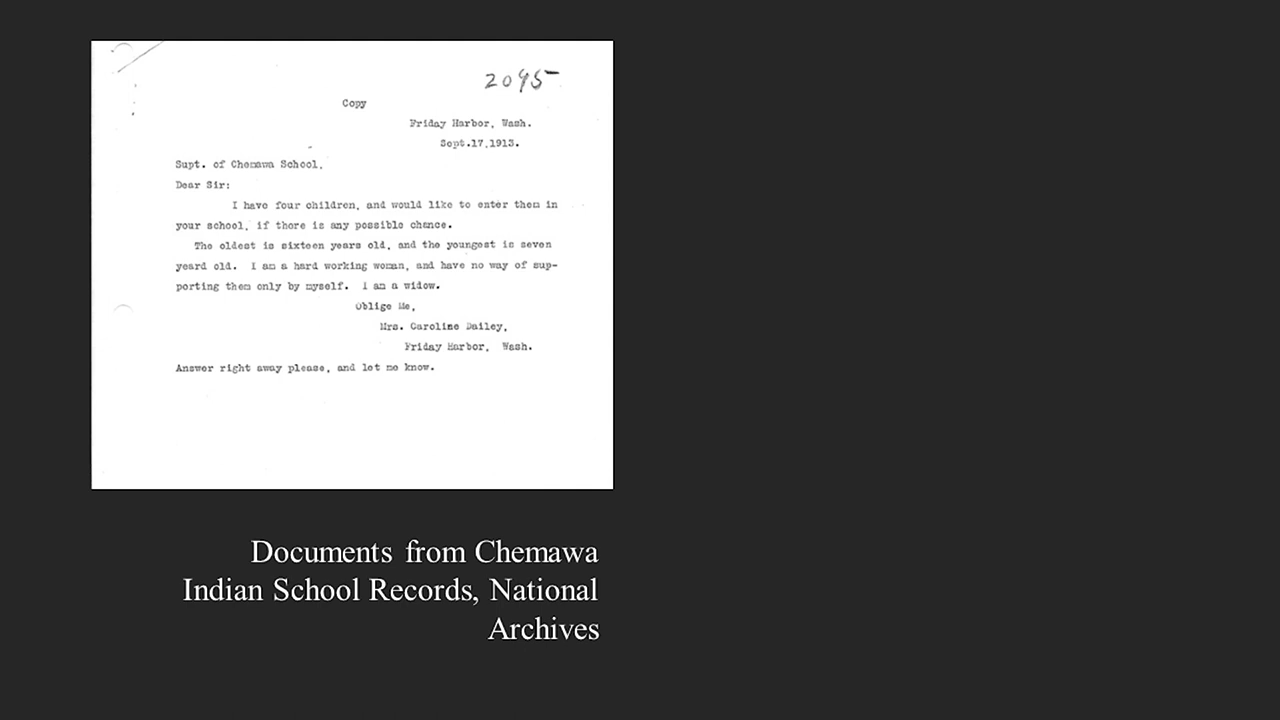 2095
Copy
Friday Harbor, Wash.
Sept.17,1913.
Supt. of Chemawa School,
Dear Sir:
I have four children, and would like to enter them in
your school, if there is any possible chance.
The oldest is sixteen years old, and the youngest is seven
yeard old. I am a hard working woman, and have no way of sup-
porting them only by myself. I am a widow.
Oblige Me,
Mrs. Caroline Dailey,
Friday Harbor, Wash.
Answer right away please, and let me know.
Documents from Chemawa
Indian School Records, National
Archives